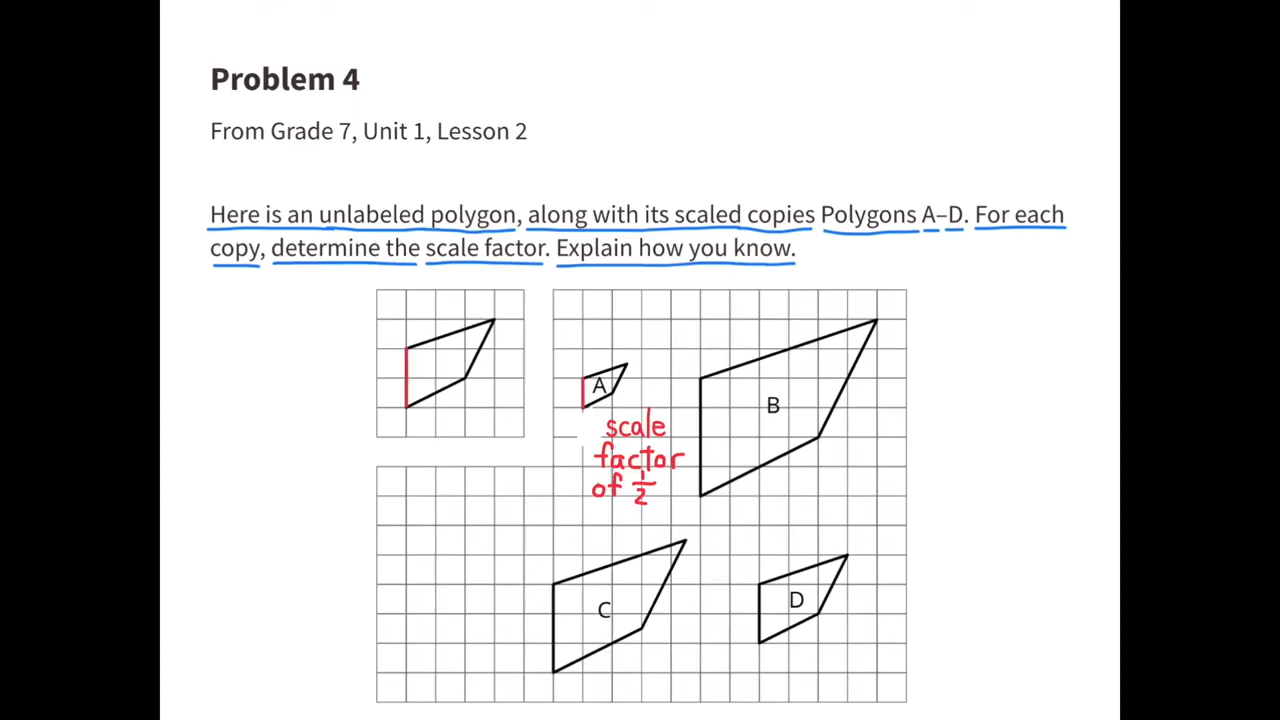 Problem 4
From Grade 7, Unit 1, Lesson 2
Here is an unlabeled polygon, along with its scaled copies Polygons A–D. For each
copy, determine the scale factor. Explain how you know.
A
B
scale
factor
of 1/2
C
D